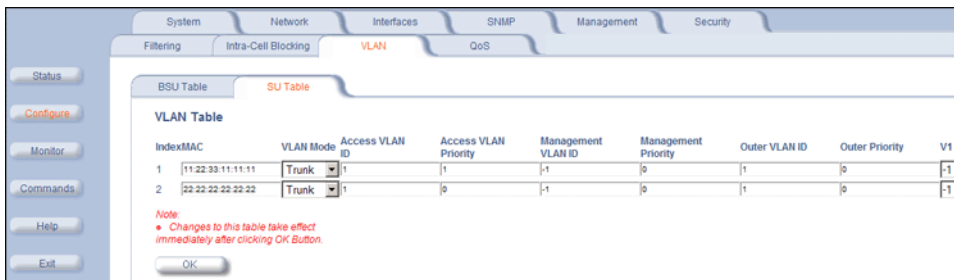 System Network Interfaces SNMP Management Security
Filtering Intra-Cell Blocking VLAN QoS
Status
BSU Table SU Table
Configure
VLAN Table
Monitor
IndexMAC VLAN Mode Access VLAN ID Access VLAN Priority Management VLAN ID Management Priority Outer VLAN ID Outer Priority V1
1 11:22:33:11:11:11 Trunk 1 1 -1 0 1 0 -1
Commands
2 22:22:22:22:22:22 Trunk 1 0 -1 0 1 0 -1
Note:
Help
• Changes to this table take effect
immediately after clicking OK Button.
Exit
OK